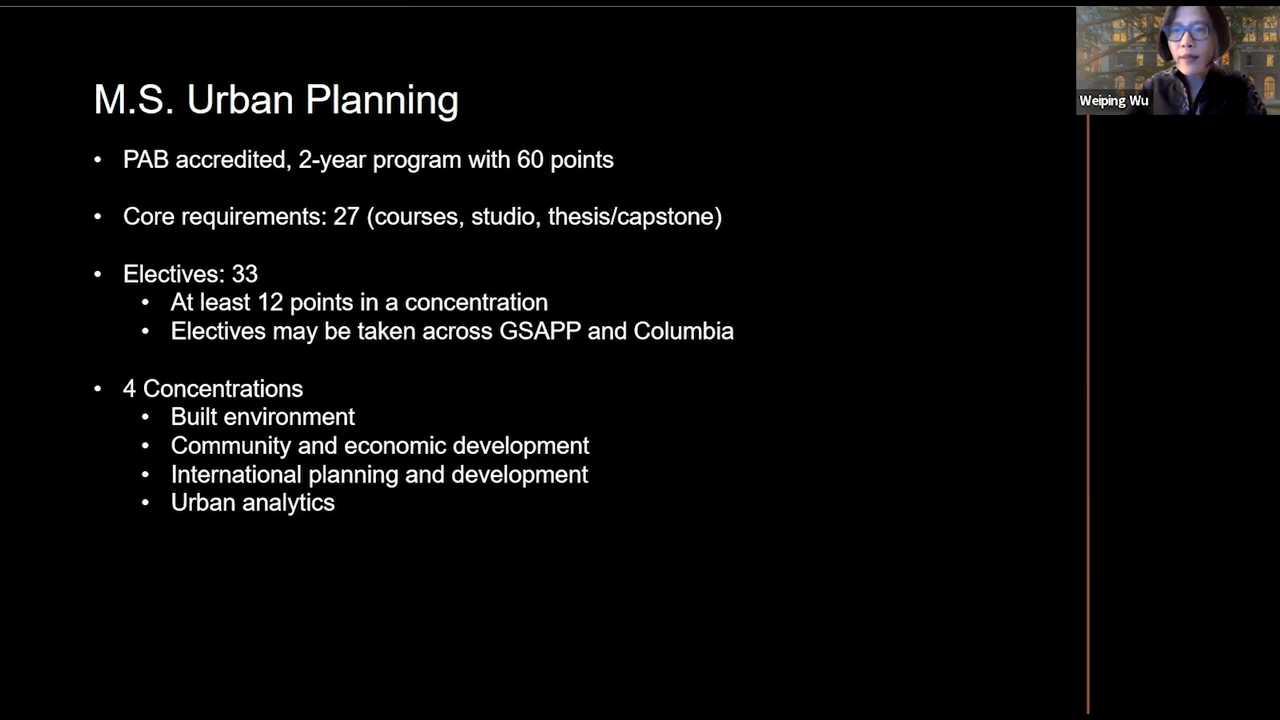 M.S. Urban Planning
• PAB accredited, 2-year program with 60 points
• Core requirements: 27 (courses, studio, thesis/capstone)
• Electives: 33
• At least 12 points in a concentration
• Electives may be taken across GSAPP and Columbia
• 4 Concentrations
• Built environment
• Community and economic development
• International planning and development
• Urban analytics
Weiping Wu